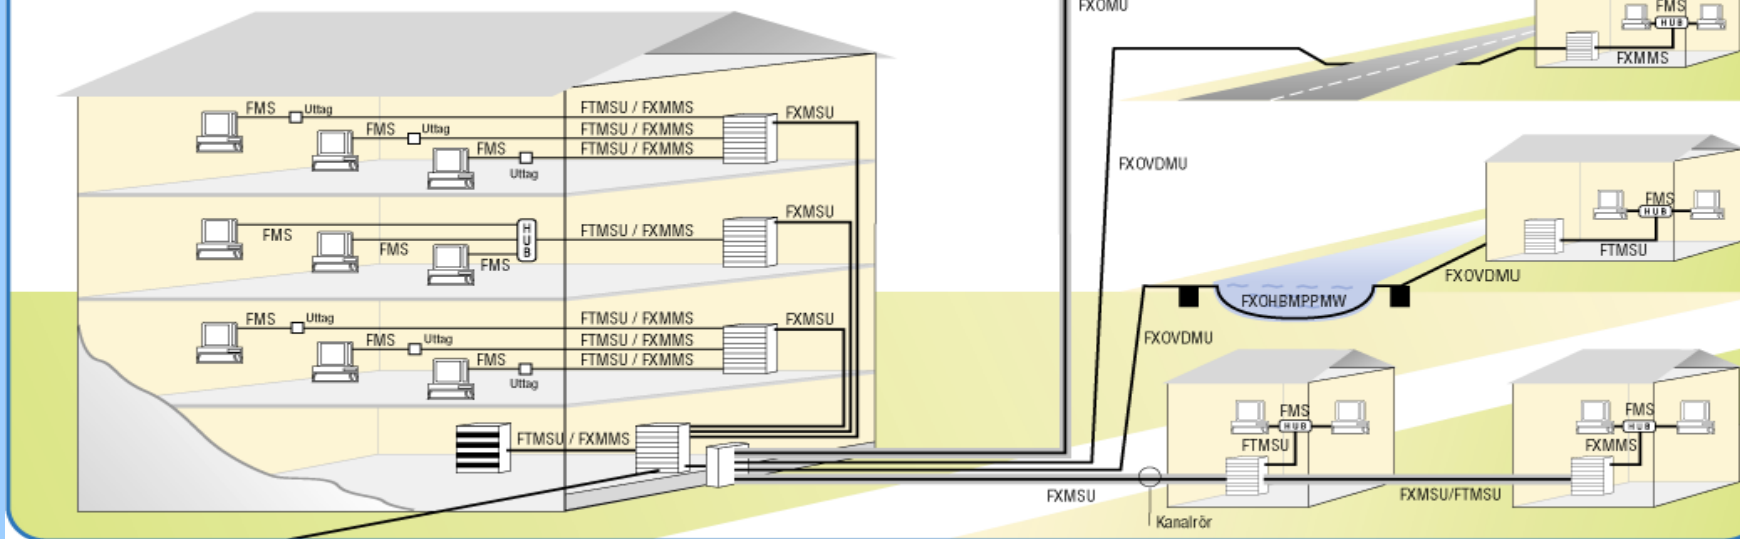 FXOMU
FMS
HUB
FXMMS
FMS
Uttag
FTMSU / FXMMS
FXMSU
FMS
Uttag
FTMSU / FXMMS
FMS
Uttag
FTMSU / FXMMS
FXOVDMU
FMS
HUB
FTMSU
FXOVDMU
FXMSU
FMS
FMS
FMS
HUB
FTMSU / FXMMS
FXOHBMPPMW
FXOVDMU
FMS
Uttag
FTMSU / FXMMS
FXMSU
FMS
Uttag
FTMSU / FXMMS
FMS
Uttag
FTMSU / FXMMS
FMS
HUB
FTMSU
FMS
HUB
FXMMS
FTMSU / FXMMS
FXMSU
FXMSU/FTMSU
Kanalrör